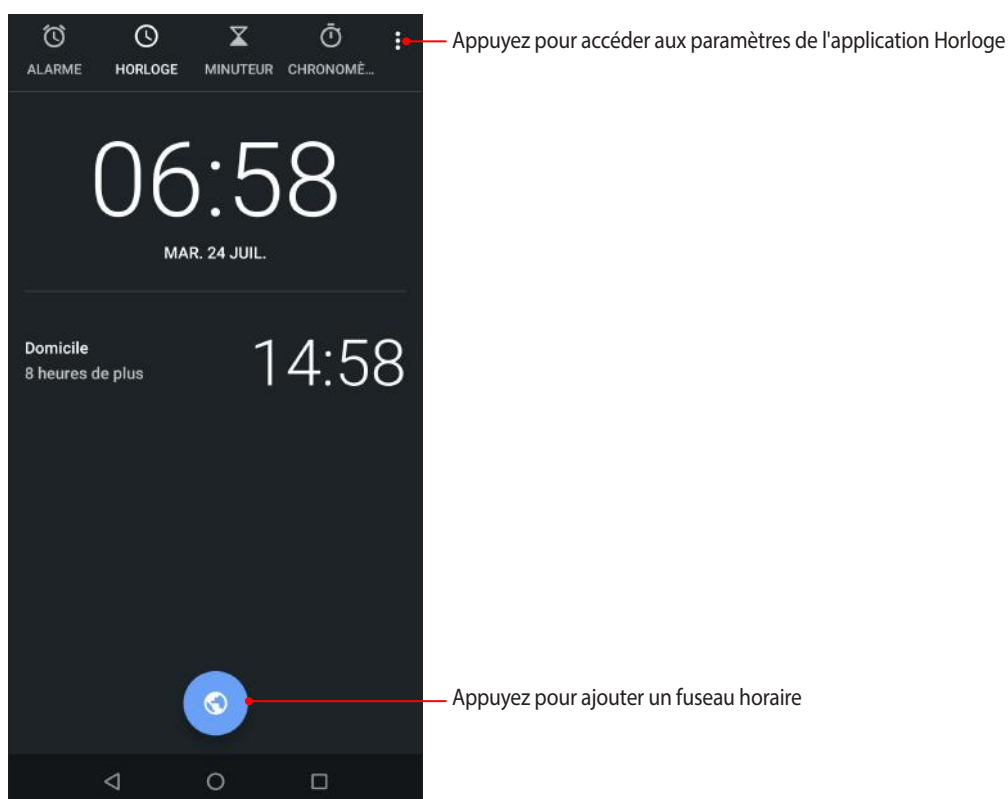 ALARME HORLOGE MINUTEUR CHRONOMÈ...
Appuyez pour accéder aux paramètres de l'application Horloge
06:58
MAR. 24 JUIL.
Domicile
8 heures de plus
14:58
Appuyez pour ajouter un fuseau horaire